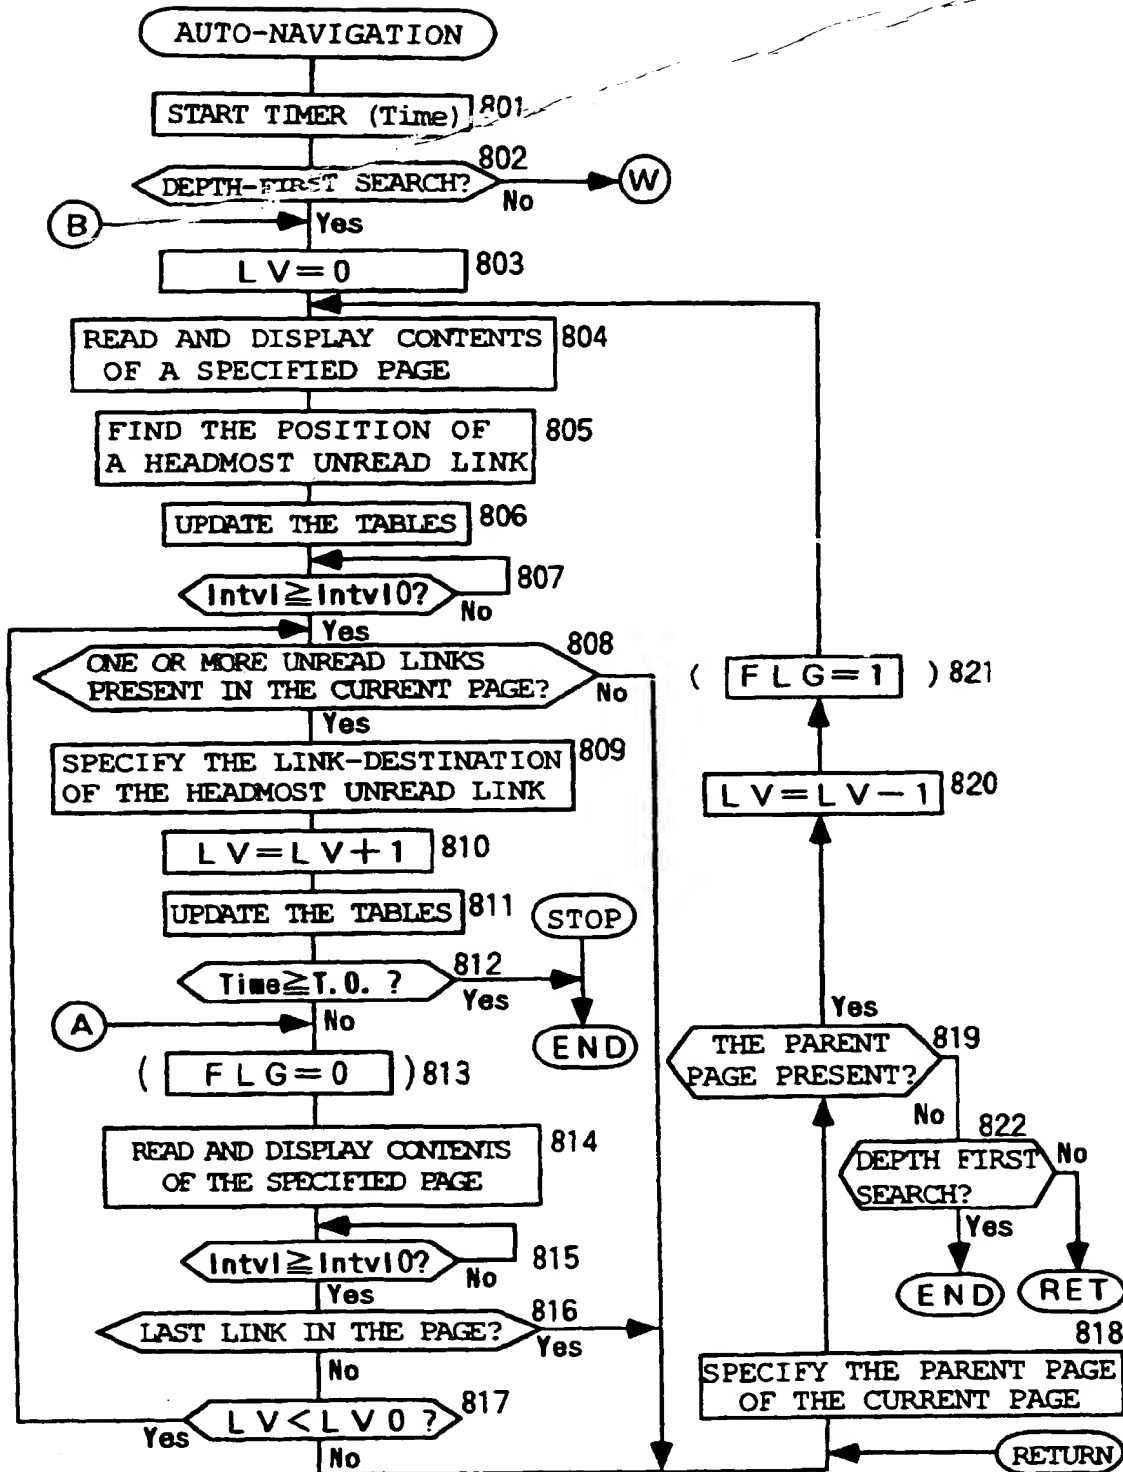 AUTO-NAVIGATION
START TIMER (Time) 801
802
DEPTH-FIRST SEARCH?
No
W
B
Yes
LV=0 803
READ AND DISPLAY CONTENTS 804
OF A SPECIFIED PAGE
FIND THE POSITION OF 805
A HEADMOST UNREAD LINK
UPDATE THE TABLES 806
807
Intvl≧Intvl0?
No
Yes
808
ONE OR MORE UNREAD LINKS
PRESENT IN THE CURRENT PAGE?
No
Yes
SPECIFY THE LINK-DESTINATION 809
OF THE HEADMOST UNREAD LINK
LV=LV+1 810
UPDATE THE TABLES 811
STOP
812
Time≧T.O. ?
Yes
END
No
A
( FLG=0 ) 813
READ AND DISPLAY CONTENTS 814
OF THE SPECIFIED PAGE
Intvl≧Intvl0? 815
No
Yes
816
LAST LINK IN THE PAGE?
Yes
No
LV<LV0 ? 817
Yes
No
( FLG=1 ) 821
LV=LV-1 820
Yes
819
THE PARENT
PAGE PRESENT?
No
822
DEPTH FIRST
SEARCH?
No
Yes
END
RET
818
SPECIFY THE PARENT PAGE
OF THE CURRENT PAGE
RETURN